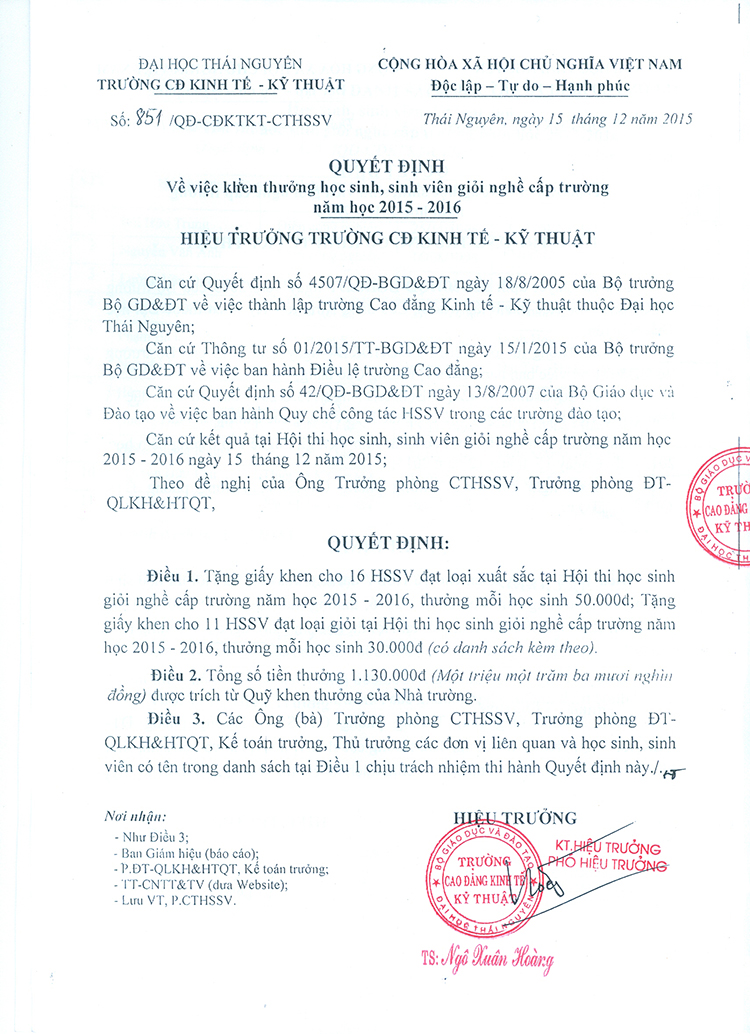 ĐẠI HỌC THÁI NGUYÊN
TRƯỜNG CĐ KINH TẾ - KỸ THUẬT
Số: 851 /QĐ-CĐKTKT-CTHSSV
CỘNG HÒA XÃ HỘI CHỦ NGHĨA VIỆT NAM
Độc lập – Tự do – Hạnh phúc
Thái Nguyên, ngày 15 tháng 12 năm 2015
QUYẾT ĐỊNH
Về việc khen thưởng học sinh, sinh viên giỏi nghề cấp trường
năm học 2015 - 2016
HIỆU TRƯỞNG TRƯỜNG CĐ KINH TẾ - KỸ THUẬT
Căn cứ Quyết định số 4507/QĐ-BGD&ĐT ngày 18/8/2005 của Bộ trưởng
Bộ GD&ĐT về việc thành lập trường Cao đẳng Kinh tế - Kỹ thuật thuộc Đại học
Thái Nguyên;
Căn cứ Thông tư số 01/2015/TT-BGD&ĐT ngày 15/1/2015 của Bộ trưởng
Bộ GD&ĐT về việc ban hành Điều lệ trường Cao đẳng;
Căn cứ Quyết định số 42/QĐ-BGD&ĐT ngày 13/8/2007 của Bộ Giáo dục và
Đào tạo về việc ban hành Quy chế công tác HSSV trong các trường đào tạo;
Căn cứ kết quả tại Hội thi học sinh, sinh viên giỏi nghề cấp trường năm học
2015 - 2016 ngày 15 tháng 12 năm 2015;
Theo đề nghị của Ông Trưởng phòng CTHSSV, Trưởng phòng ĐT-
QLKH&HTQT,
BỘ GIÁO DỤC V
TRƯỜ
CAO ĐẲNG
KỸ TH
ĐẠI HỌC THÁ
QUYẾT ĐỊNH:
Điều 1. Tặng giấy khen cho 16 HSSV đạt loại xuất sắc tại Hội thi học sinh
giỏi nghề cấp trường năm học 2015 - 2016, thưởng mỗi học sinh 50.000đ; Tặng
giấy khen cho 11 HSSV đạt loại giỏi tại Hội thi học sinh giỏi nghề cấp trường năm
học 2015 - 2016, thưởng mỗi học sinh 30.000đ (có danh sách kèm theo).
Điều 2. Tổng số tiền thưởng 1.130.000đ (Một triệu một trăm ba mươi nghìn
đồng) được trích từ Quỹ khen thưởng của Nhà trường.
Điều 3. Các Ông (bà) Trưởng phòng CTHSSV, Trưởng phòng ĐT-
QLKH&HTQT, Kế toán trưởng, Thủ trưởng các đơn vị liên quan và học sinh, sinh
viên có tên trong danh sách tại Điều 1 chịu trách nhiệm thi hành Quyết định này./.
Nơi nhận:
- Như Điều 3;
- Ban Giám hiệu (báo cáo);
- P.ĐT-QLKH&HTQT, Kế toán trưởng;
- TT-CNTT&TV (đưa Website);
- Lưu VT, P.CTHSSV.
HIỆU TRƯỞNG
KT.HIỆU TRƯỞNG
PHÓ HIỆU TRƯỞNG
BỘ GIÁO DỤC VÀ ĐÀO TẠO
TRƯỜNG
CAO ĐẲNG KINH TẾ
KỸ THUẬT
ĐẠI HỌC THÁI NGUYÊN
TS: Ngô Xuân Hoàng